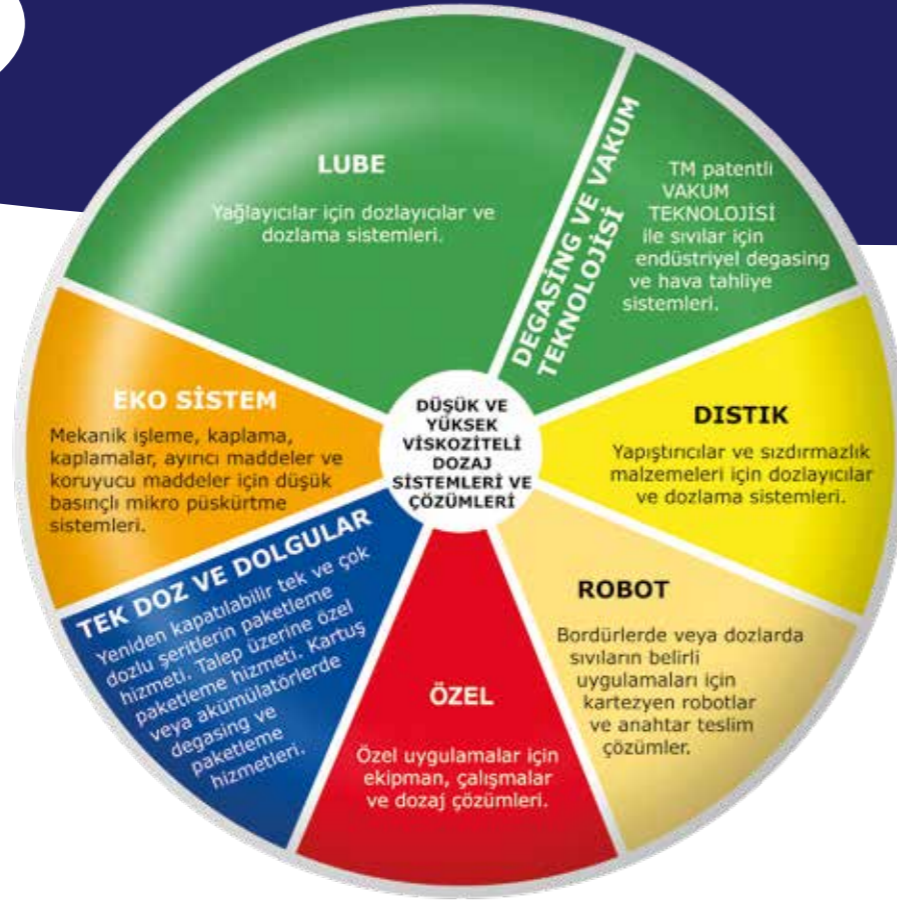 LUBE
Yağlayıcılar için dozlayıcılar ve
dozlama sistemleri.
DEGASİNG VE VAKUM
TEKNOLOJİSİ
TM patentli
VAKUM
TEKNOLOJİSİ
ile sıvılar için
endüstriyel degasing
ve hava tahliye
sistemleri.
DISTIK
Yapıştırıcılar ve sızdırmazlık
malzemeleri için dozlayıcılar
ve dozlama sistemleri.
ROBOT
Bordürlerde veya dozlarda
sıvıların belirli
uygulamaları için
kartezyen robotlar
ve anahtar teslim
çözümler.
ÖZEL
Özel uygulamalar için
ekipman, çalışmalar
ve dozaj çözümleri.
TEK DOZ VE DOLGULAR
Yeniden kapatılabilir tek ve çok
dozlu şeritlerin paketleme
hizmeti. Talep üzerine özel
paketleme hizmeti. Kartuş
veya akümülatörlerde
degasing ve
paketleme
hizmetleri.
EKO SİSTEM
Mekanik işleme, kaplama,
kaplamalar, ayırıcı maddeler ve
koruyucu maddeler için düşük
basınçlı mikro püskürtme
sistemleri.
DÜŞÜK VE
YÜKSEK
VİSKOZİTELİ
DOZAJ
SİSTEMLERİ VE
ÇÖZÜMLERİ